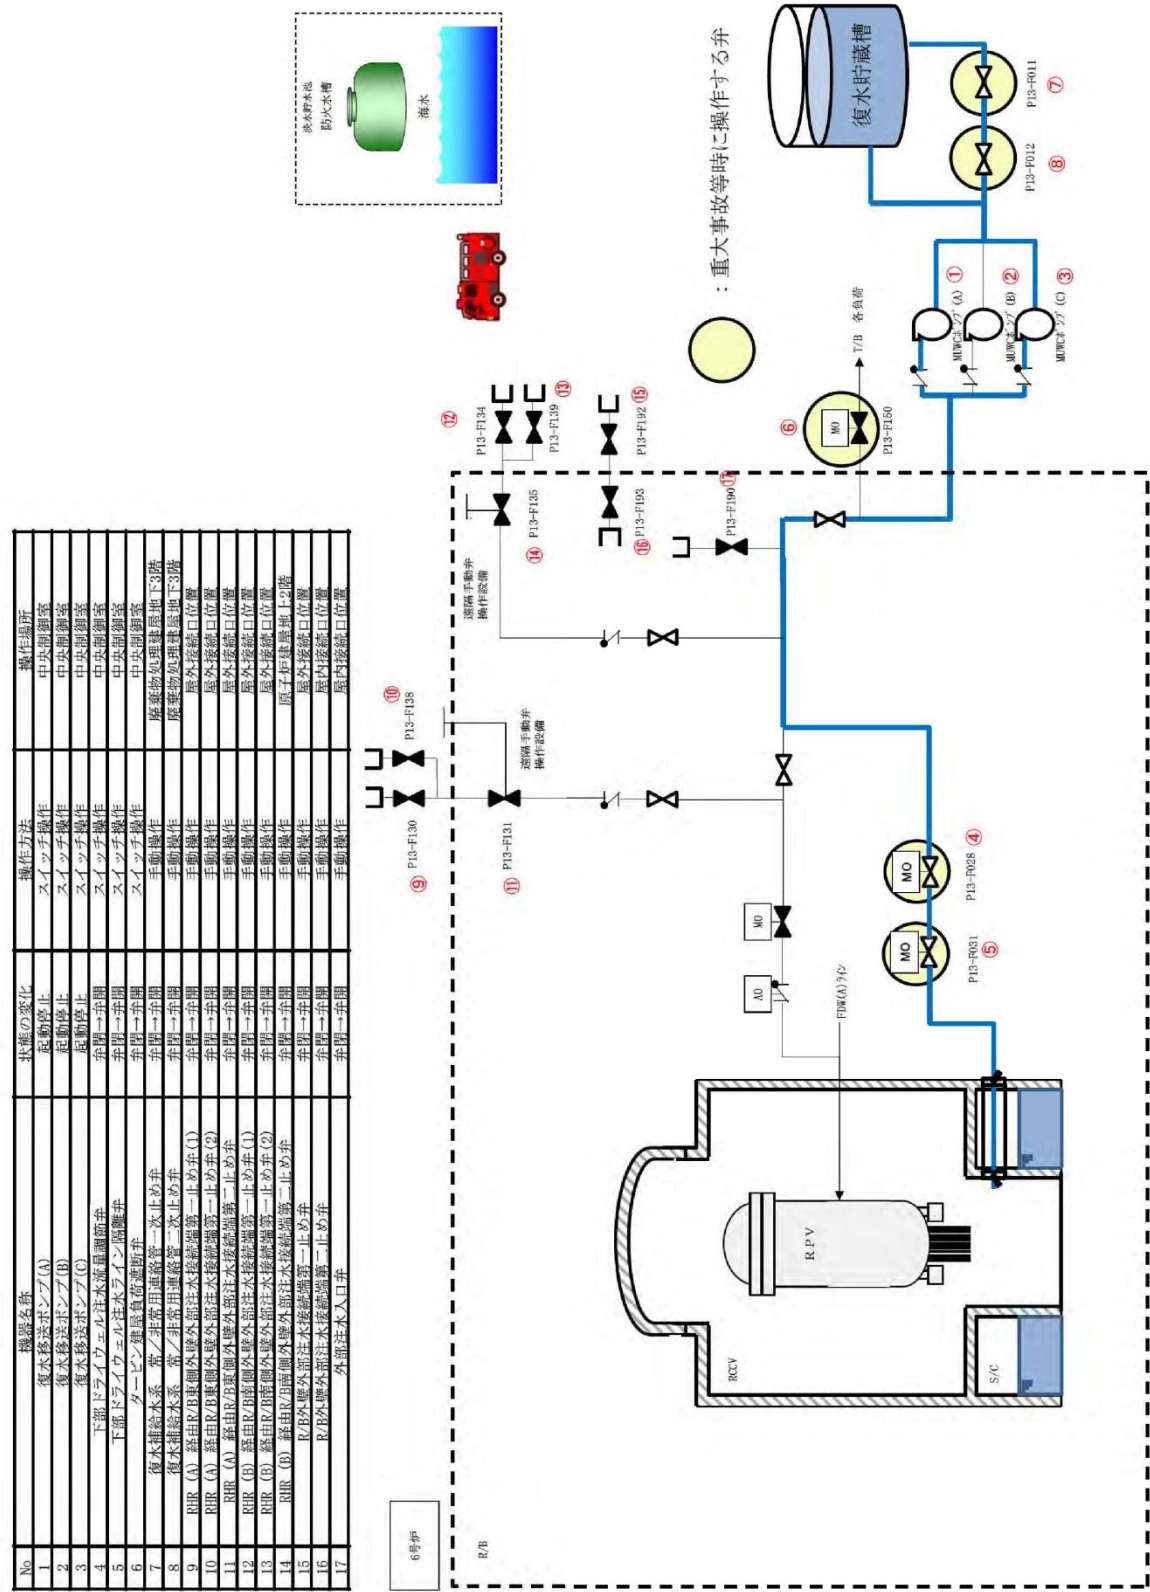 No 機器名称 状態の変化 操作方法 操作場所
1 復水移送ポンプ(A) 起動停止 スイッチ操作 中央制御室
2 復水移送ポンプ(B) 起動停止 スイッチ操作 中央制御室
3 復水移送ポンプ(C) 起動停止 スイッチ操作 中央制御室
4 下部ドライウェル注水流量調節弁 弁閉→弁開 スイッチ操作 中央制御室
5 下部ドライウェル注水ライン隔離弁 弁閉→弁開 スイッチ操作 中央制御室
6 タービン建屋負荷遮断弁 弁開→弁閉 スイッチ操作 中央制御室
7 復水補給水系 常/非常用連絡管一次止め弁 弁閉→弁開 手動操作 廃棄物処理建屋地下3階
8 復水補給水系 常/非常用連絡管二次止め弁 弁閉→弁開 手動操作 廃棄物処理建屋地下3階
9 RHR (A) 経由R/B東側外壁外部注水接続端第一止め弁(1) 弁閉→弁開 手動操作 屋外接続口位置
10 RHR (A) 経由R/B東側外壁外部注水接続端第一止め弁(2) 弁閉→弁開 手動操作 屋外接続口位置
11 RHR (A) 経由R/B東側外壁外部注水接続端第二止め弁 弁閉→弁開 手動操作 屋外接続口位置
12 RHR (B) 経由R/B南側外壁外部注水接続端第一止め弁(1) 弁閉→弁開 手動操作 屋外接続口位置
13 RHR (B) 経由R/B南側外壁外部注水接続端第一止め弁(2) 弁閉→弁開 手動操作 屋外接続口位置
14 RHR (B) 経由R/B南側外壁外部注水接続端第二止め弁 弁閉→弁開 手動操作 原子炉建屋地上2階
15 R/B外壁外部注水接続端第一止め弁 弁閉→弁開 手動操作 屋外接続口位置
16 R/B外壁外部注水接続端第二止め弁 弁閉→弁開 手動操作 屋内接続口位置
17 外部注水入口弁 弁閉→弁開 手動操作 屋内接続口位置
6号炉
R/B
淡水貯水池
防火水槽
海水
⑨ P13-F130
⑩
P13-F138
⑪ P13-F131
遠隔手動弁
操作設備
⑫
P13-F134
⑬
P13-F139
⑭ P13-F135
遠隔手動弁
操作設備
⑮
P13-F192
⑯ P13-F193
⑰
P13-F190
:重大事故等時に操作する弁
⑥
MO
P13-F150
T/B 各負荷
復水貯蔵槽
P13-F011 ⑦
P13-F012 ⑧
MUWCポンプ(A) ①
MUWCポンプ(B) ②
MUWCポンプ(C) ③
MO
AO
FDW(A)ライン
MO
P13-F028 ④
MO
P13-F031 ⑤
RPV
RCCV
S/C